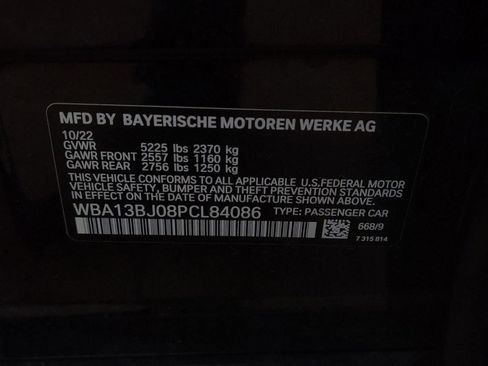 MFD BY BAYERISCHE MOTOREN WERKE AG
10/22
GVWR 5225 lbs 2370 kg
GAWR FRONT 2557 lbs 1160 kg
GAWR REAR 2756 lbs 1250 kg
THIS VEHICLE CONFORMS TO ALL APPLICABLE U.S.FEDERAL MOTOR
VEHICLE SAFETY, BUMPER AND THEFT PREVENTION STANDARDS
IN EFFECT ON THE DATE OF MANUFACTURE SHOWN ABOVE.
WBA13BJ08PCL84086 TYPE: PASSENGER CAR
668/9
7 315 814